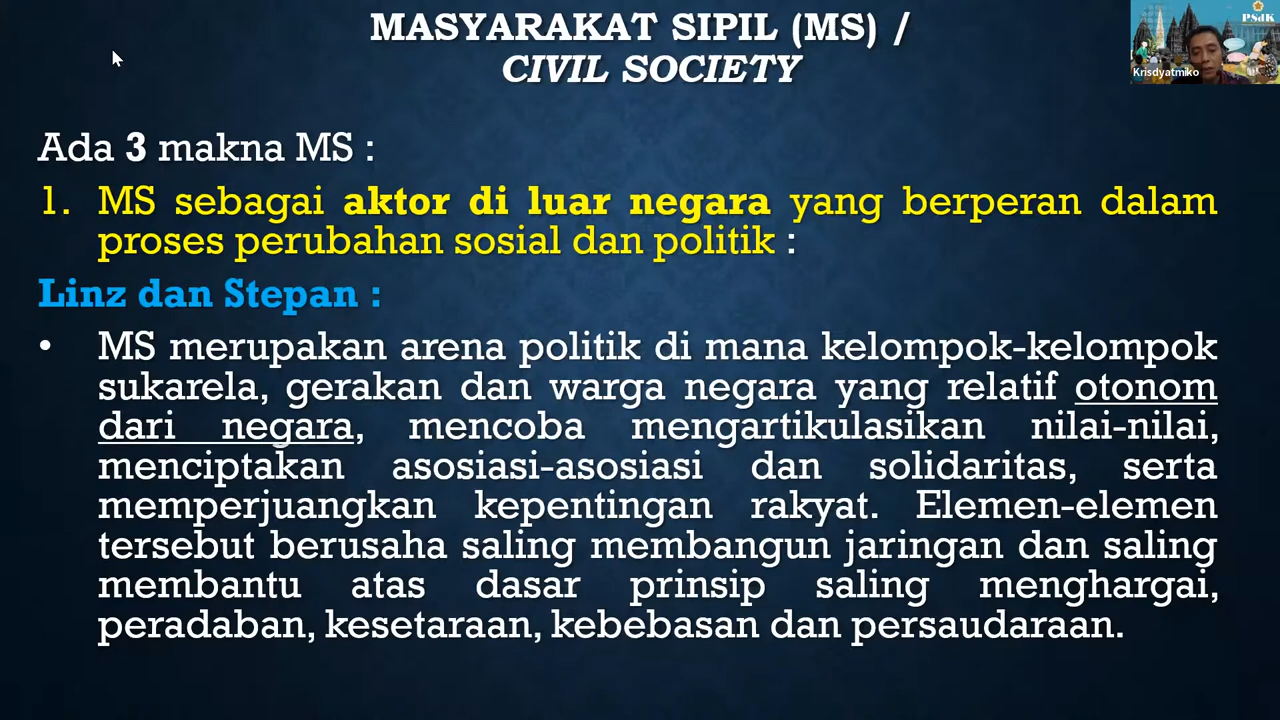 MASYARAKAT SIPIL (MS) /
CIVIL SOCIETY
PSdK
Krisdyatmiko
Ada 3 makna MS :
1. MS sebagai aktor di luar negara yang berperan dalam
proses perubahan sosial dan politik :
Linz dan Stepan :
• MS merupakan arena politik di mana kelompok-kelompok
sukarela, gerakan dan warga negara yang relatif otonom
dari negara, mencoba mengartikulasikan nilai-nilai,
menciptakan asosiasi-asosiasi dan solidaritas, serta
memperjuangkan kepentingan rakyat. Elemen-elemen
tersebut berusaha saling membangun jaringan dan saling
membantu atas dasar prinsip saling menghargai,
peradaban, kesetaraan, kebebasan dan persaudaraan.